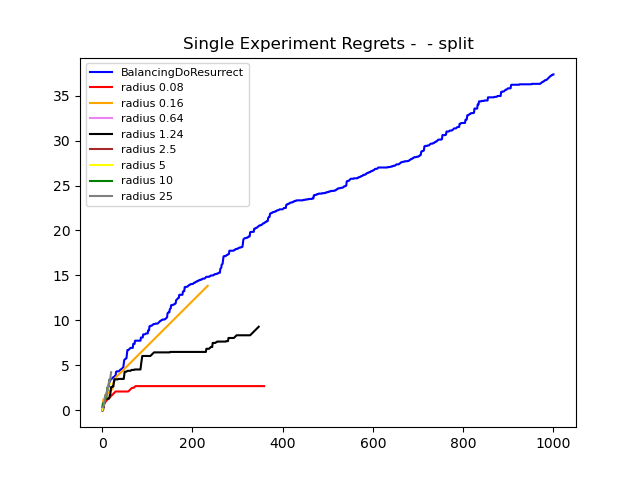 Single Experiment Regrets -  - split
BalancingDoResurrect
radius 0.08
radius 0.16
radius 0.64
radius 1.24
radius 2.5
radius 5
radius 10
radius 25
35
30
25
20
15
10
5
0
0 200 400 600 800 1000